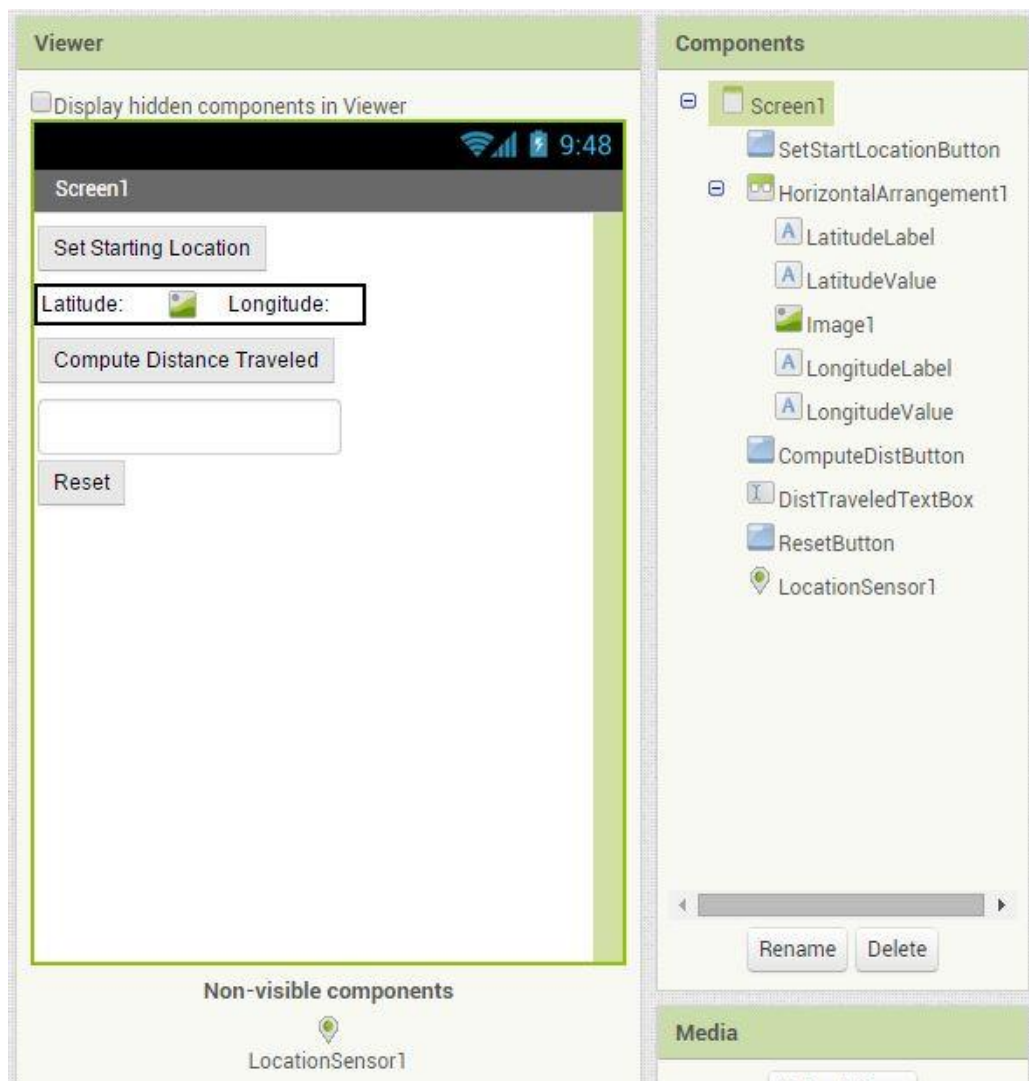 Viewer
Display hidden components in Viewer
9:48
Screen1
Set Starting Location
Latitude: Longitude:
Compute Distance Traveled
Reset
Non-visible components
LocationSensor1
Components
Screen1
SetStartLocationButton
HorizontalArrangement1
A LatitudeLabel
A LatitudeValue
Image1
A LongitudeLabel
A LongitudeValue
ComputeDistButton
DistTraveledTextBox
ResetButton
LocationSensor1
Rename Delete
Media